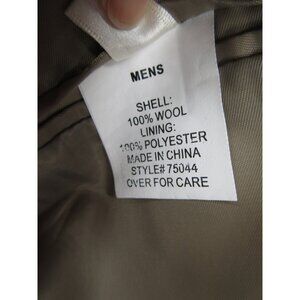 MENS
SHELL:
100% WOOL
LINING:
100% POLYESTER
MADE IN CHINA
STYLE# 75044
OVER FOR CARE